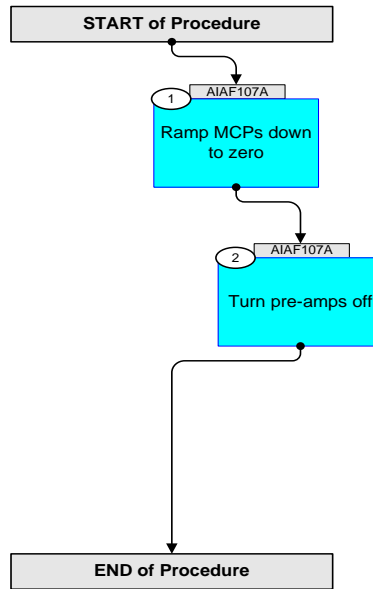 START of Procedure
AIAF107A
1
Ramp MCPs down
to zero
AIAF107A
2
Turn pre-amps off
END of Procedure